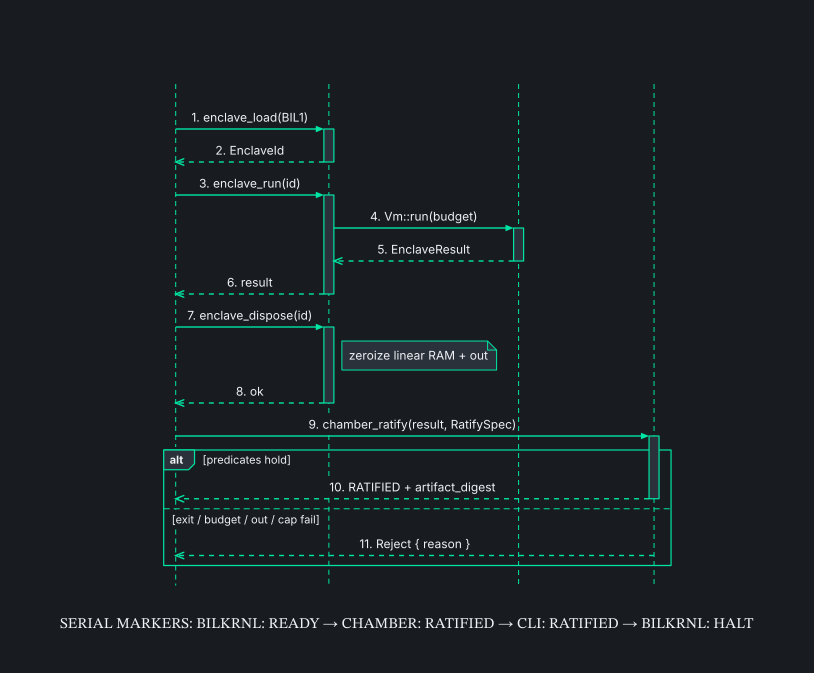 1. enclave_load(BIL1)
2. EnclaveId
3. enclave_run(id)
4. Vm::run(budget)
5. EnclaveResult
6. result
7. enclave_dispose(id)
zeroize linear RAM + out
8. ok
9. chamber_ratify(result, RatifySpec)
alt [predicates hold]
10. RATIFIED + artifact_digest
[exit / budget / out / cap fail]
11. Reject { reason }
SERIAL MARKERS: BILKRNL: READY → CHAMBER: RATIFIED → CLI: RATIFIED → BILKRNL: HALT